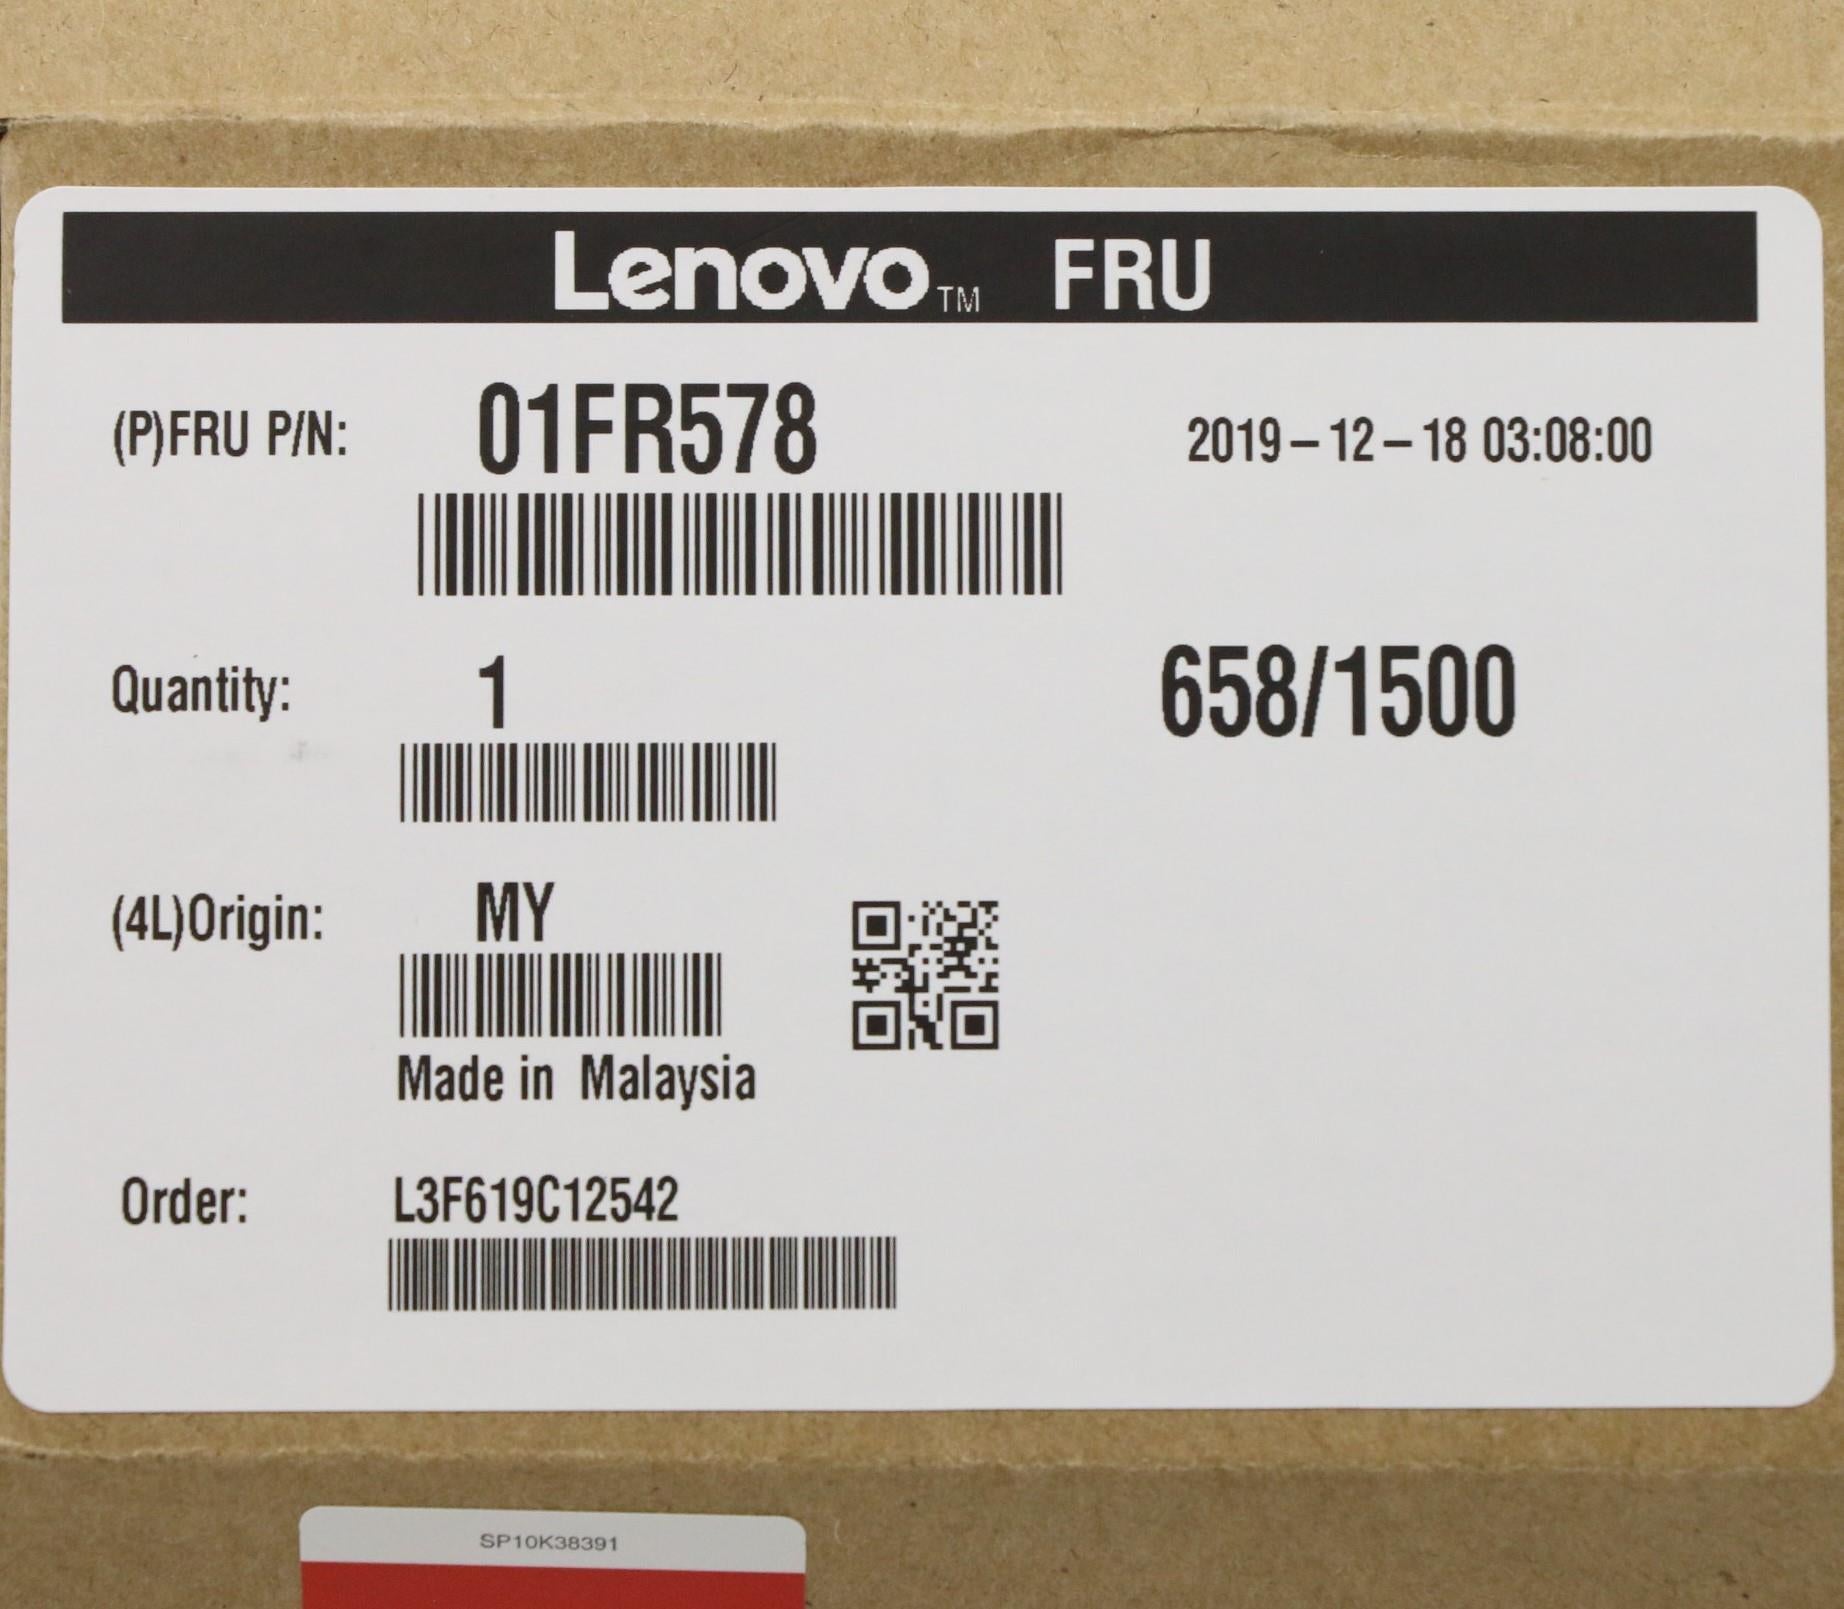 Lenovo™ FRU
(P)FRU P/N: 01FR578 2019-12-18 03:08:00
Quantity: 1 658/1500
(4L)Origin: MY
Made in Malaysia
Order: L3F619C12542
SP10K38391